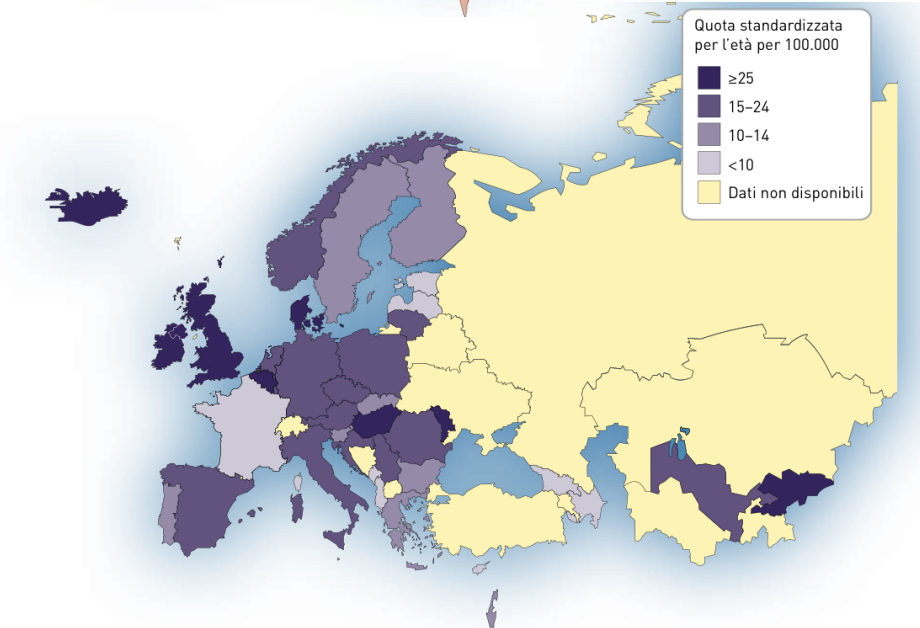 Quota standardizzata
per l'età per 100.000
≥25
15–24
10–14
<10
Dati non disponibili